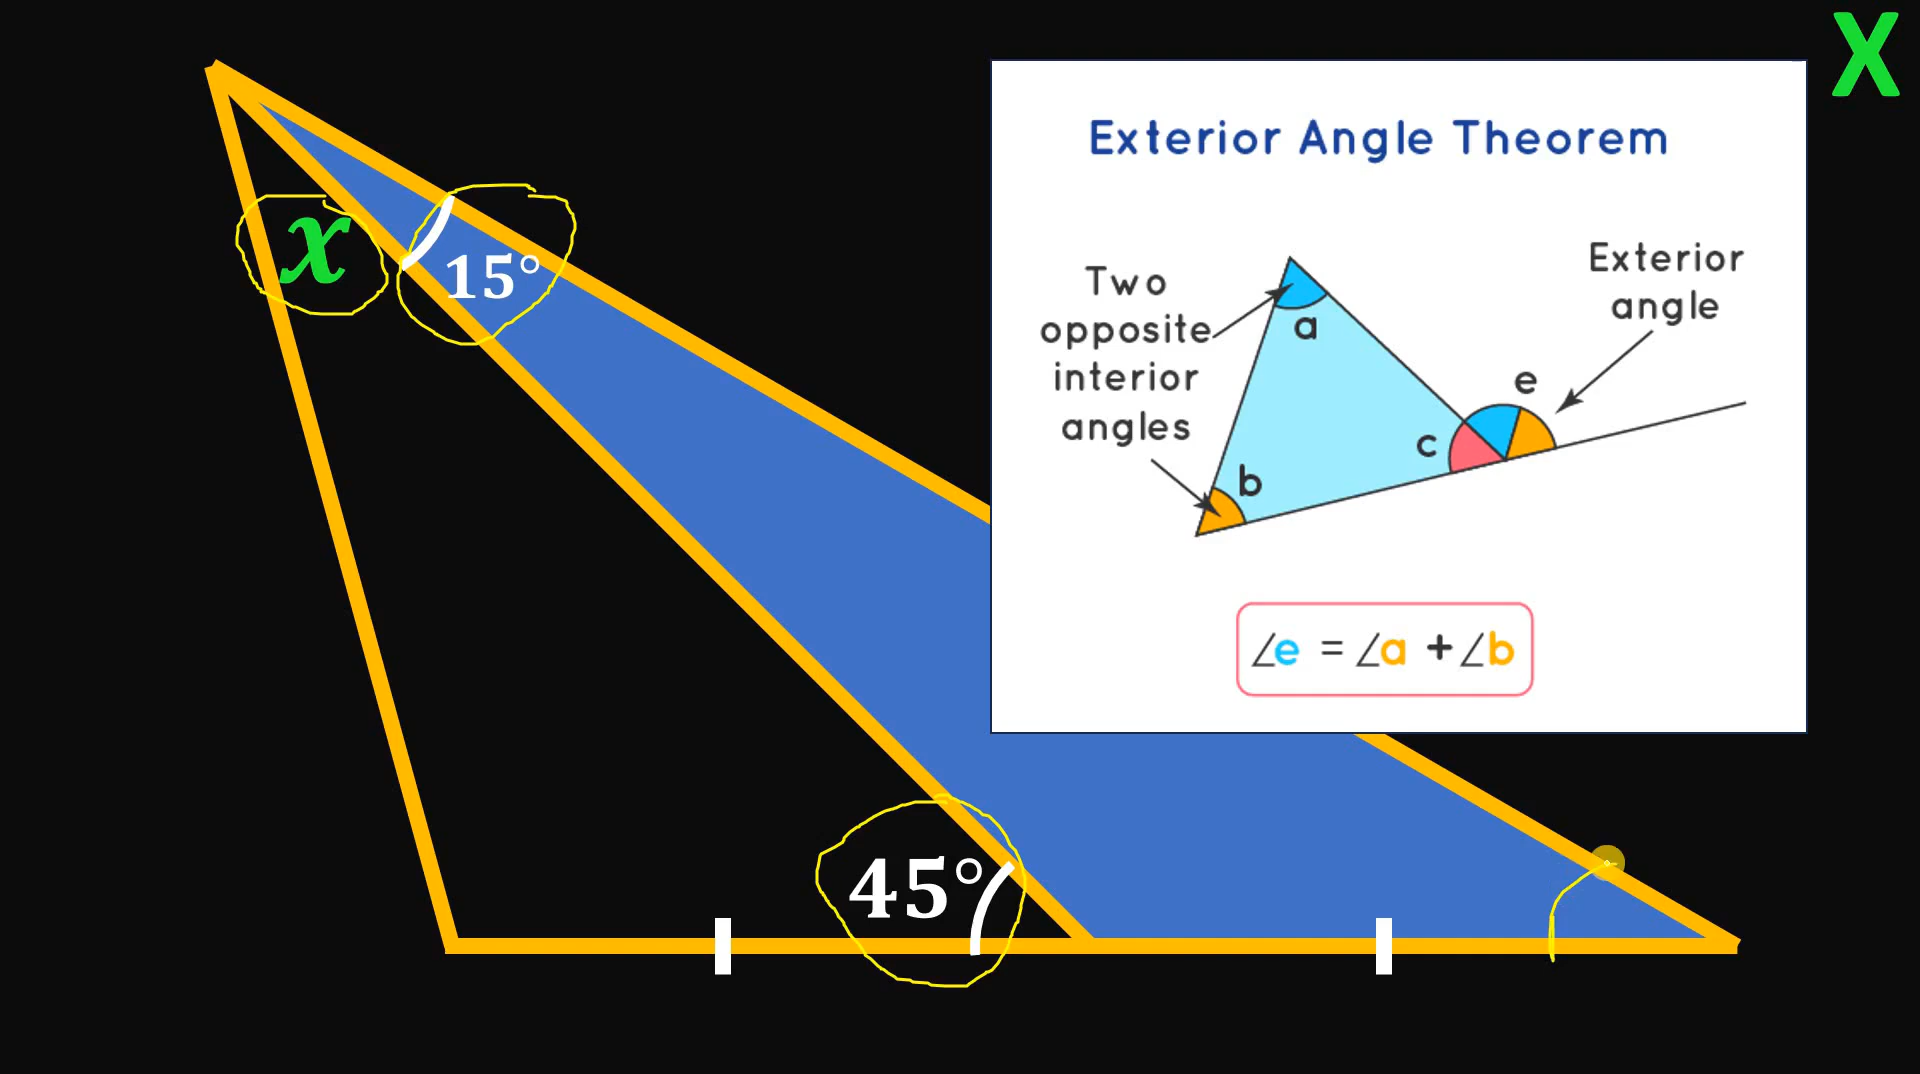 X
Exterior Angle Theorem
x
15°
Two
opposite
interior
angles
Exterior
angle
a
e
c
b
∠e = ∠a + ∠b
45°